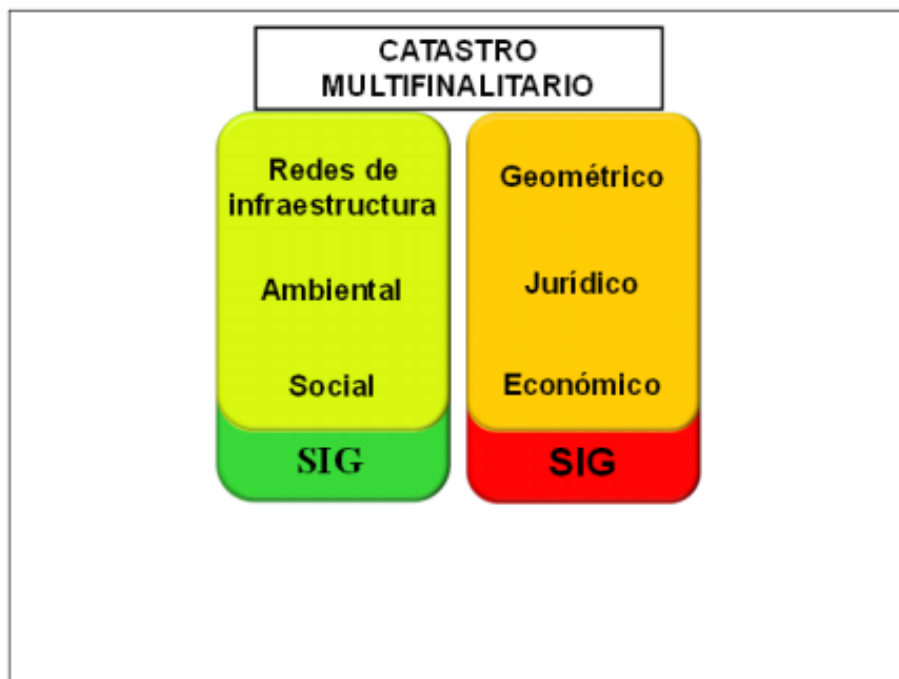 CATASTRO
MULTIFINALITARIO
Redes de
infraestructura
Ambiental
Social
SIG
Geométrico
Jurídico
Económico
SIG